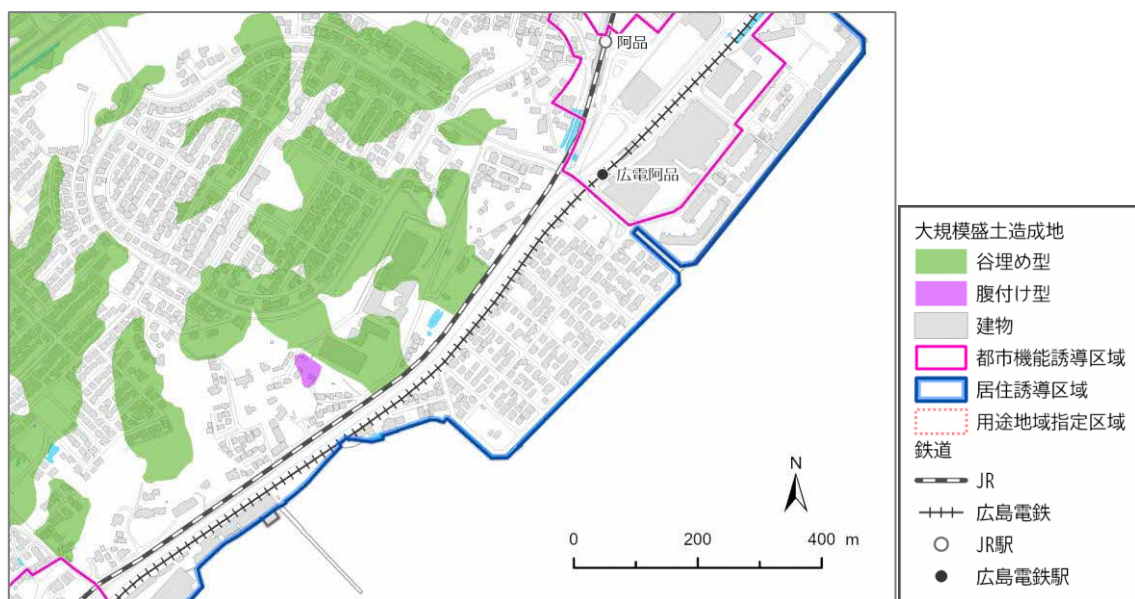 阿品
広電阿品
N
0 200 400 m
大規模盛土造成地
谷埋め型
腹付け型
建物
都市機能誘導区域
居住誘導区域
用途地域指定区域
鉄道
JR
広島電鉄
JR駅
広島電鉄駅